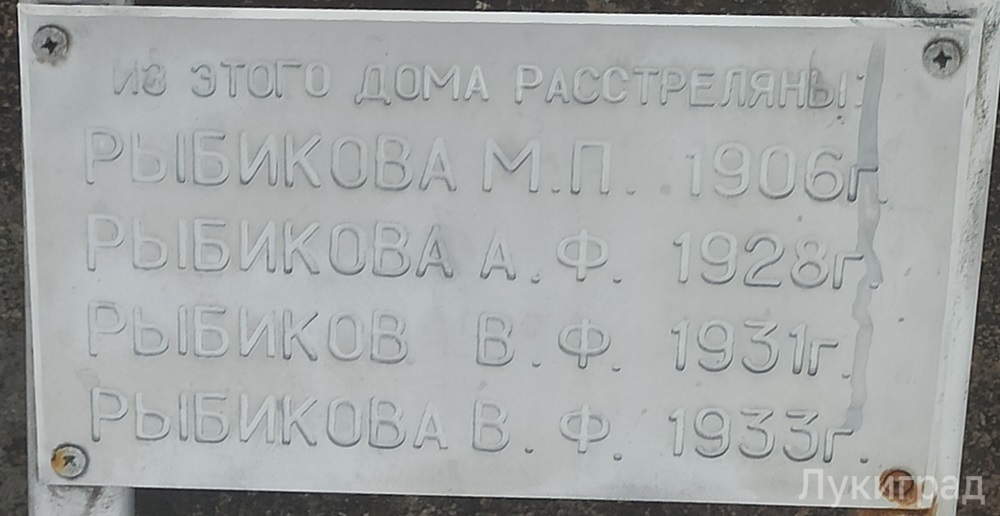 ИЗ ЭТОГО ДОМА РАССТРЕЛЯНЫ:
РЫБИКОВА М.П. 1906г.
РЫБИКОВА А.Ф. 1928г.
РЫБИКОВ В.Ф. 1931г.
РЫБИКОВА В.Ф. 1933г.
Лукиград